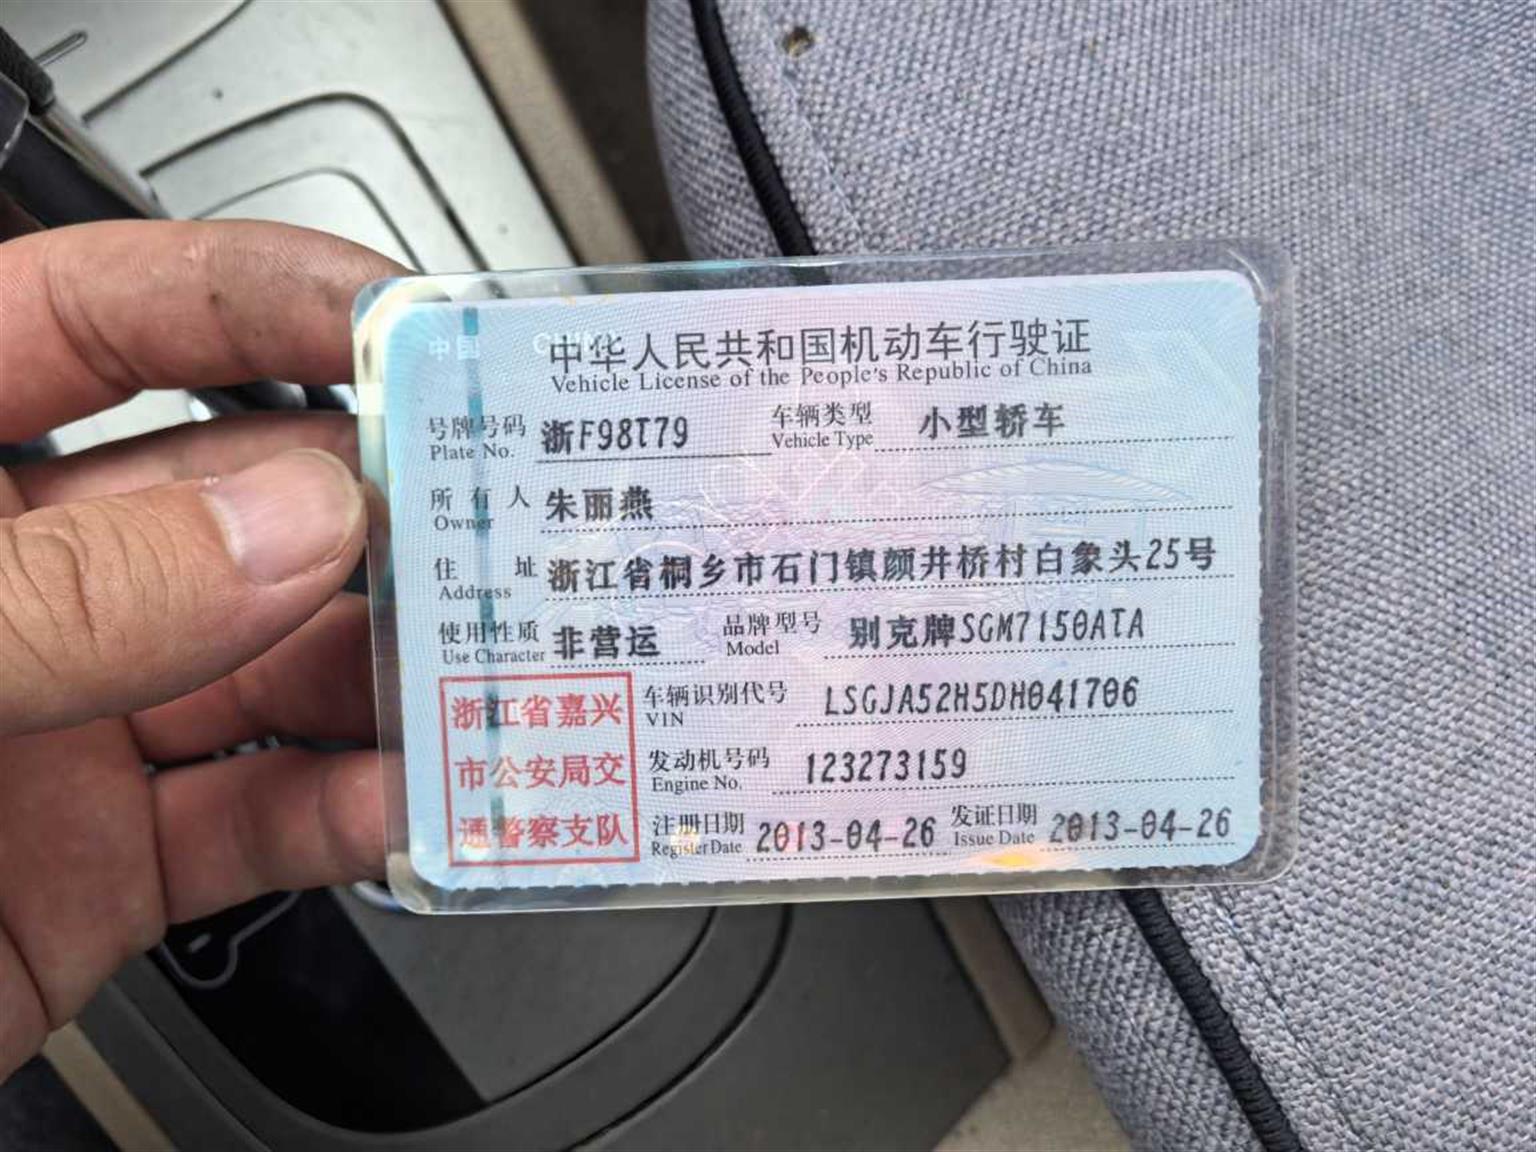 中国 CHINA
中华人民共和国机动车行驶证
Vehicle License of the People's Republic of China
号牌号码 浙F98T79 车辆类型 小型轿车
Plate No. Vehicle Type
所有人 朱丽燕
Owner
住址 浙江省桐乡市石门镇颜井桥村白象头25号
Address
使用性质 非营运 品牌型号 别克牌SGM7150ATA
Use Character Model
浙江省嘉兴
市公安局交
通警察支队
车辆识别代号 LSGJA52H5DH041706
VIN
发动机号码 123273159
Engine No.
注册日期 2013-04-26 发证日期 2013-04-26
Register Date Issue Date